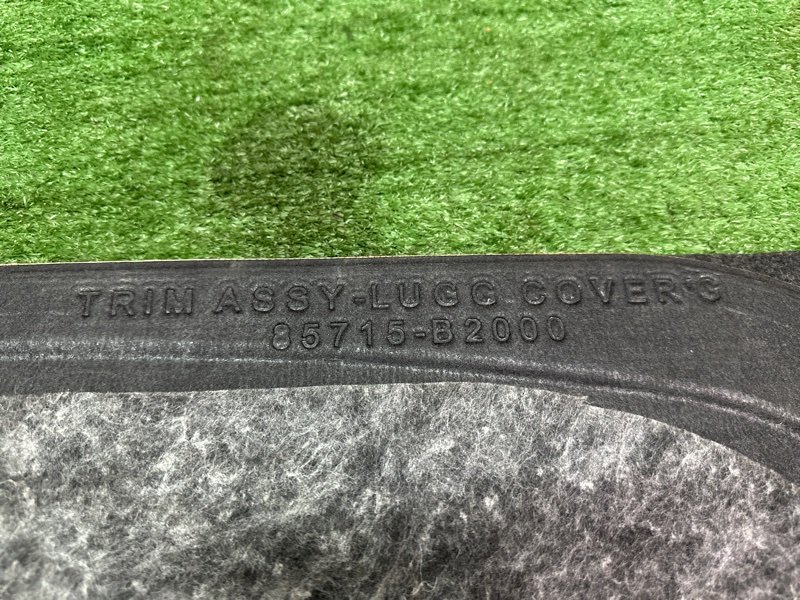 TRIM ASSY-LUGG COVER'G
85715-B2000